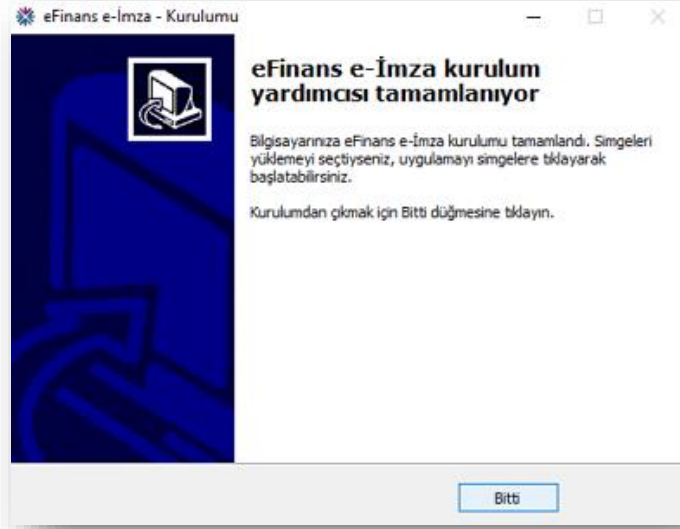 eFinans e-İmza - Kurulumu
eFinans e-İmza kurulum
yardımcısı tamamlanıyor
Bilgisayarınıza eFinans e-İmza kurulumu tamamlandı. Simgeleri
yüklemeyi seçtiyseniz, uygulamayı simgelere tıklayarak
başlatabilirsiniz.
Kurulumdan çıkmak için Bitti düğmesine tıklayın.
Bitti